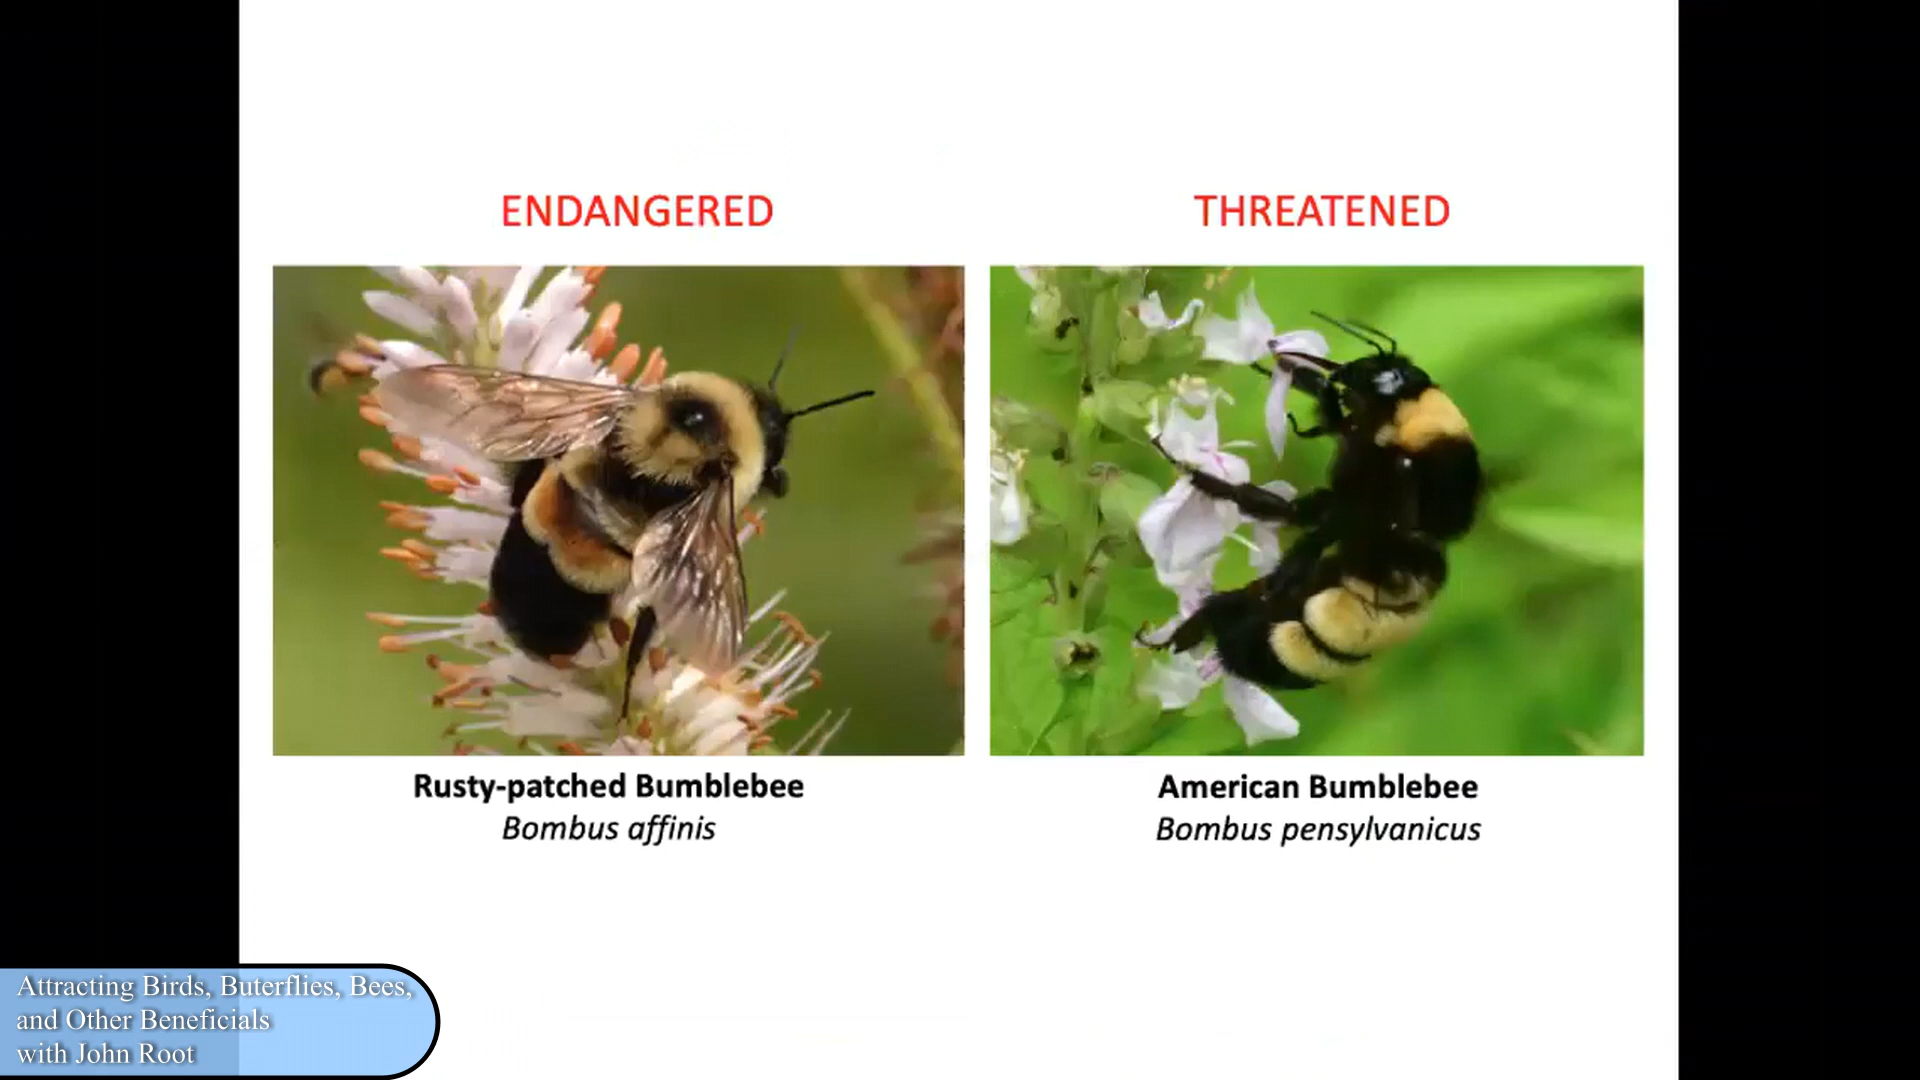 ENDANGERED
THREATENED
Rusty-patched Bumblebee
Bombus affinis
American Bumblebee
Bombus pensylvanicus
Attracting Birds, Buterflies, Bees,
and Other Beneficials
with John Root